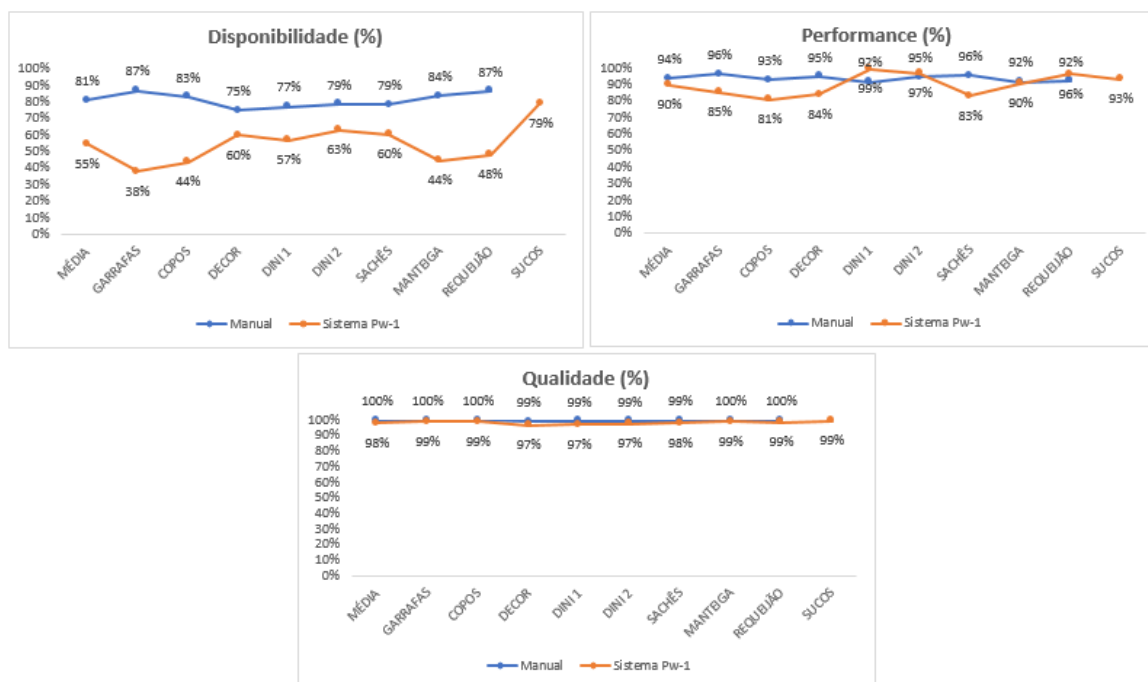 Disponibilidade (%)
100%
90%
80%
70%
60%
50%
40%
30%
20%
10%
0%
81% 87% 83% 75% 77% 79% 79% 84% 87%
55% 38% 44% 60% 57% 63% 60% 44% 48% 79%
MÉDIA GARRAFAS COPOS DECOR DINI 1 DINI 2 SACHÊS MANTEIGA REQUEIJÃO SUCOS
Manual Sistema Pw-1
Performance (%)
100%
90%
80%
70%
60%
50%
40%
30%
20%
10%
0%
94% 96% 93% 95% 92% 95% 96% 92% 92%
90% 85% 81% 84% 99% 97% 83% 90% 96% 93%
MÉDIA GARRAFAS COPOS DECOR DINI 1 DINI 2 SACHÊS MANTEIGA REQUEIJÃO SUCOS
Manual Sistema Pw-1
Qualidade (%)
100% 100% 100% 99% 99% 99% 99% 100% 100%
100%
90%
80%
70%
60%
50%
40%
30%
20%
10%
0%
98% 99% 99% 97% 97% 97% 98% 99% 99% 99%
MÉDIA GARRAFAS COPOS DECOR DINI 1 DINI 2 SACHÊS MANTEIGA REQUEIJÃO SUCOS
Manual Sistema Pw-1